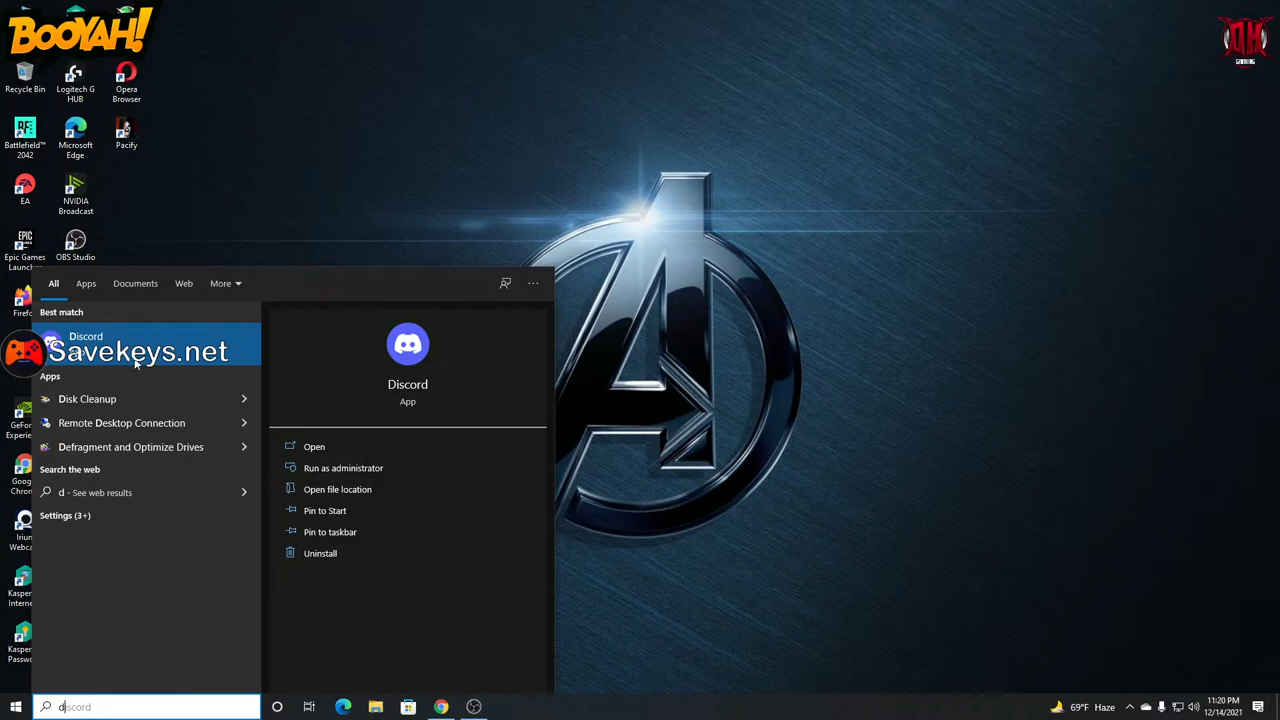 BOOYAH!
Recycle Bin
Logitech G
HUB
Opera
Browser
Battlefield™
2042
Microsoft
Edge
Pacify
EA
NVIDIA
Broadcast
Epic Games
OBS Studio
All
Apps
Documents
Web
More
Best match
Discord
Savekeys.net
Apps
Disk Cleanup
Remote Desktop Connection
Defragment and Optimize Drives
Search the web
d - See web results
Settings (3+)
Discord
App
Open
Run as administrator
Open file location
Pin to Start
Pin to taskbar
Uninstall
discord
69°F Haze
11:20 PM
12/14/2021